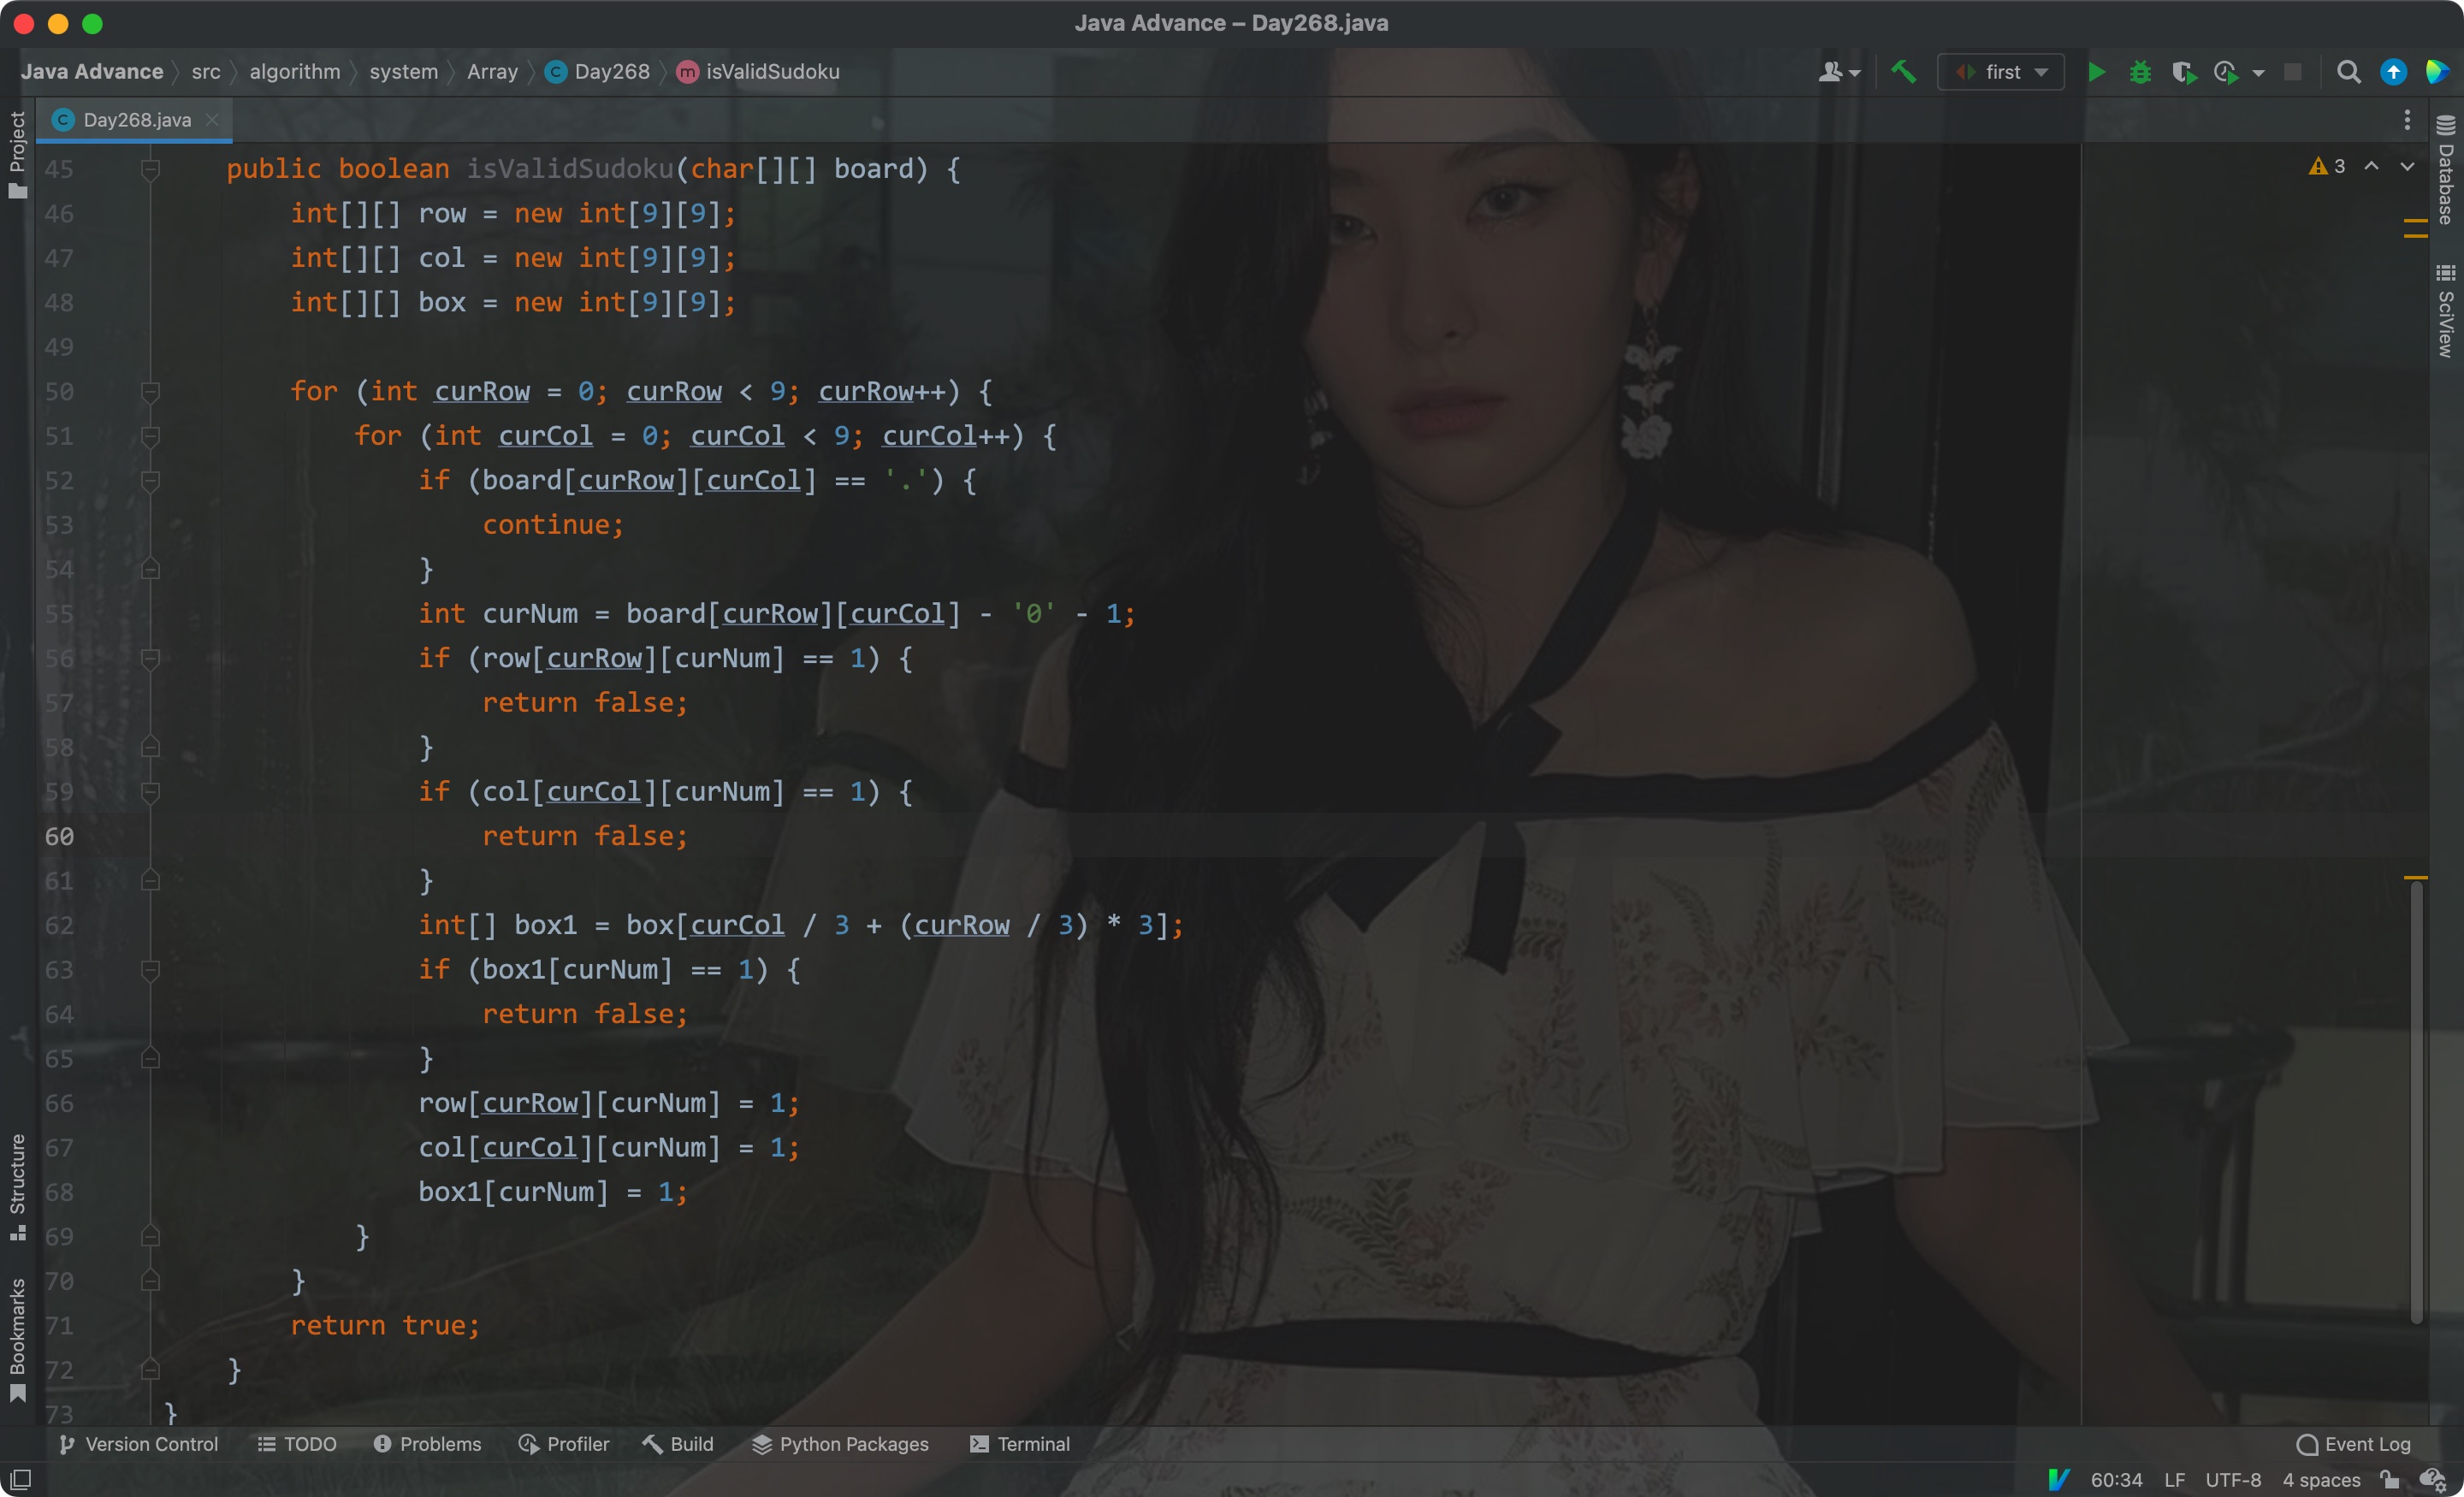 Java Advance – Day268.java
Java Advance src algorithm system Array Day268 isValidSudoku
first
Day268.java
3
Project
Structure
Bookmarks
Database
SciView
45 public boolean isValidSudoku(char[][] board) {
46 int[][] row = new int[9][9];
47 int[][] col = new int[9][9];
48 int[][] box = new int[9][9];
49
50 for (int curRow = 0; curRow < 9; curRow++) {
51 for (int curCol = 0; curCol < 9; curCol++) {
52 if (board[curRow][curCol] == '.') {
53 continue;
54 }
55 int curNum = board[curRow][curCol] - '0' - 1;
56 if (row[curRow][curNum] == 1) {
57 return false;
58 }
59 if (col[curCol][curNum] == 1) {
60 return false;
61 }
62 int[] box1 = box[curCol / 3 + (curRow / 3) * 3];
63 if (box1[curNum] == 1) {
64 return false;
65 }
66 row[curRow][curNum] = 1;
67 col[curCol][curNum] = 1;
68 box1[curNum] = 1;
69 }
70 }
71 return true;
72 }
73 }
Version Control TODO Problems Profiler Build Python Packages Terminal Event Log
60:34 LF UTF-8 4 spaces